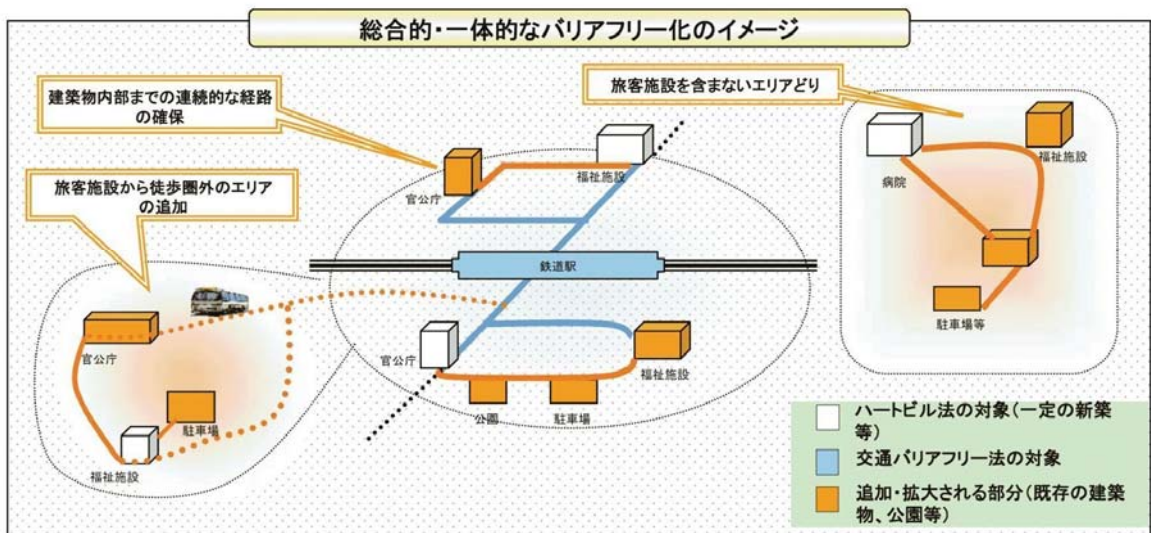 総合的・一体的なバリアフリー化のイメージ
建築物内部までの連続的な経路
の確保
旅客施設を含まないエリアどり
旅客施設から徒歩圏外のエリア
の追加
官公庁
福祉施設
鉄道駅
官公庁
福祉施設
公園
駐車場
官公庁
駐車場
福祉施設
病院
福祉施設
駐車場等
ハートビル法の対象(一定の新築
等)
交通バリアフリー法の対象
追加・拡大される部分(既存の建築
物、公園等)